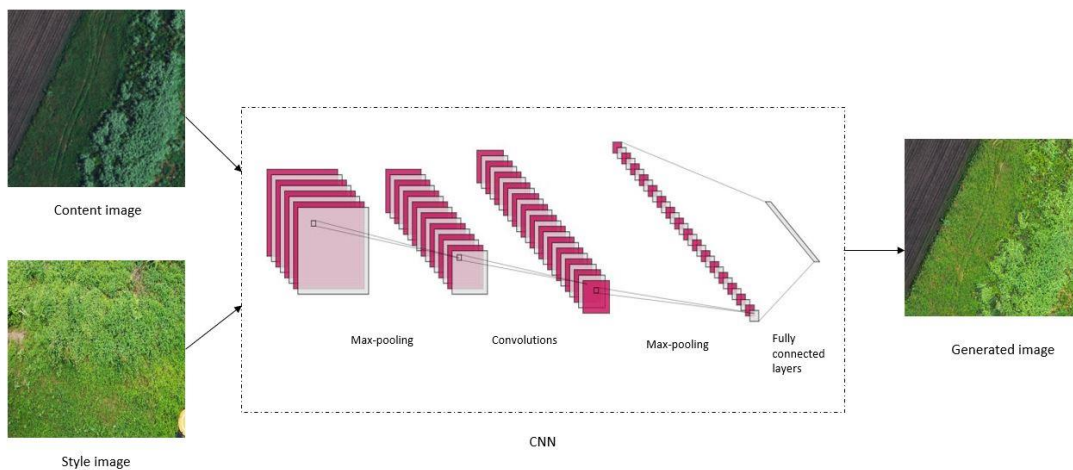 Content image
Style image
Max-pooling
Convolutions
Max-pooling
Fully
connected
layers
CNN
Generated image